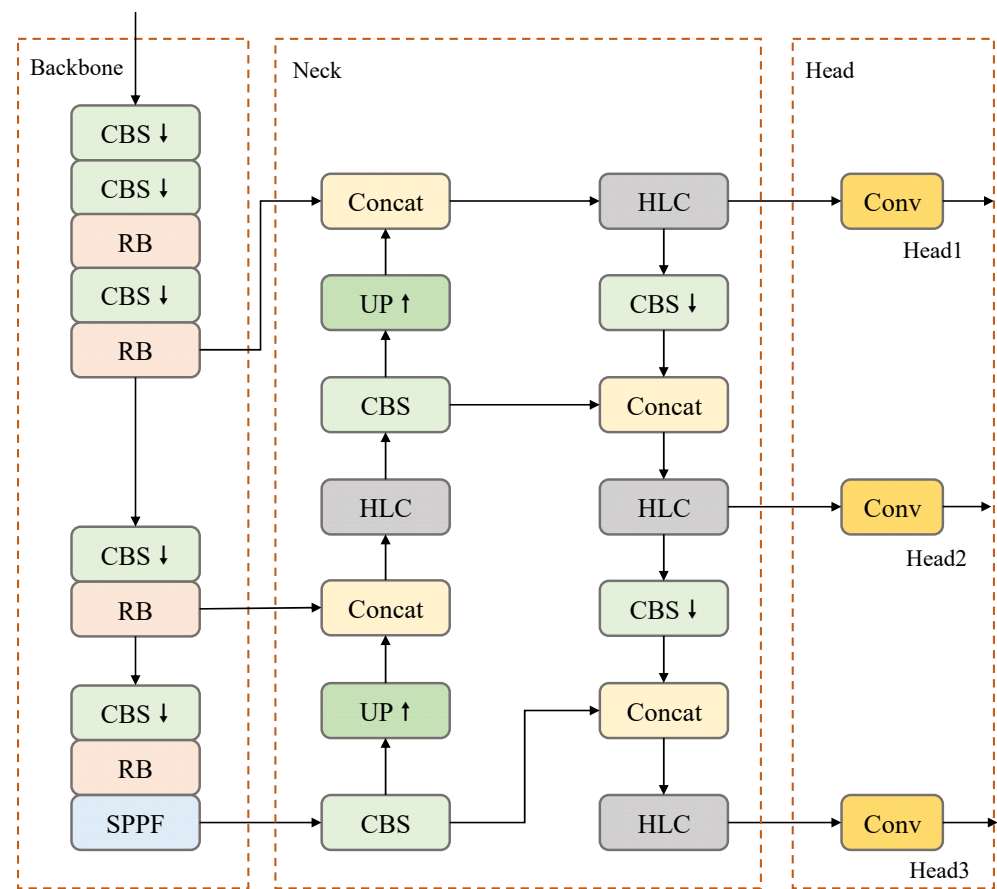 Backbone
CBS ↓
CBS ↓
RB
CBS ↓
RB
CBS ↓
RB
CBS ↓
RB
SPPF
Neck
Concat
UP ↑
CBS
HLC
Concat
UP ↑
CBS
HLC
CBS ↓
Concat
HLC
CBS ↓
Concat
HLC
Head
Conv
Head1
Conv
Head2
Conv
Head3